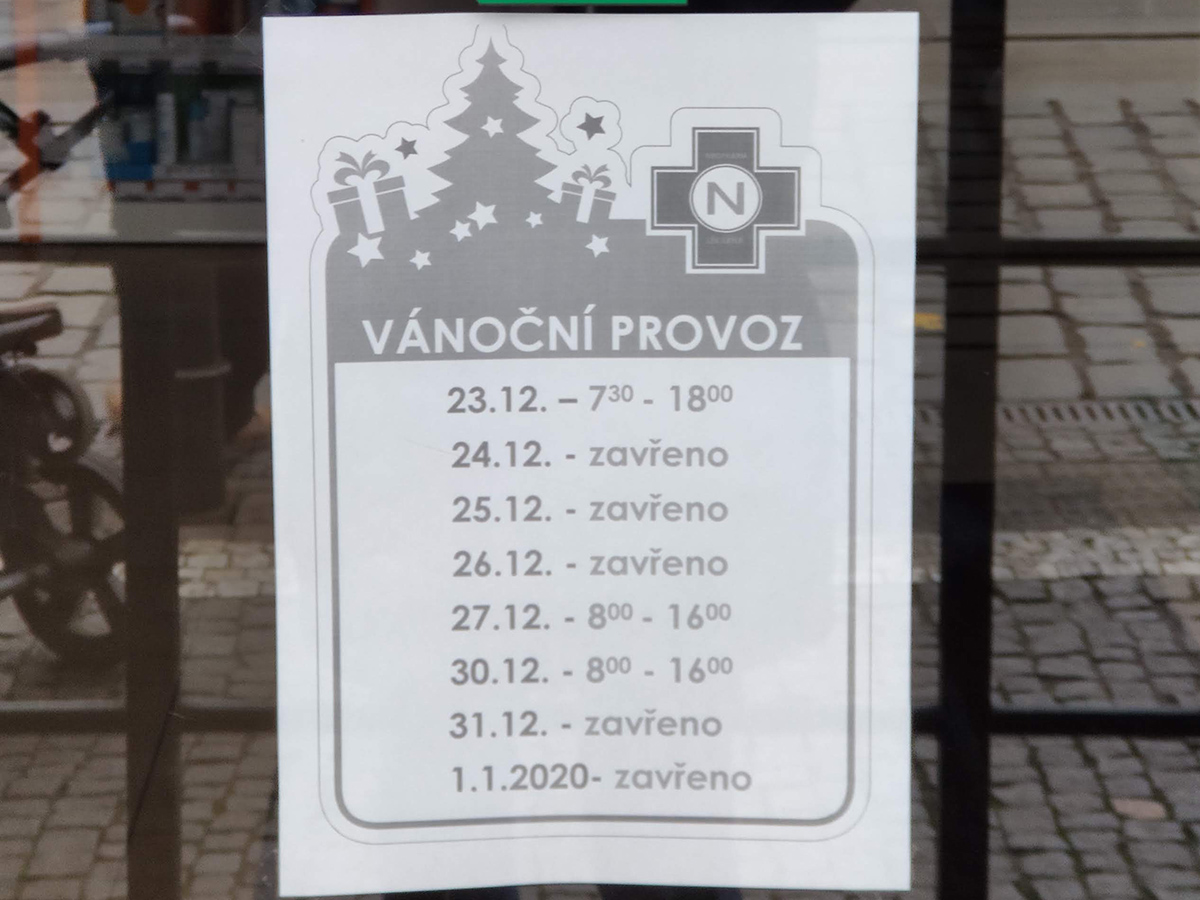 N
VÁNOČNÍ PROVOZ
23.12. – 7³⁰ - 18⁰⁰
24.12. - zavřeno
25.12. - zavřeno
26.12. - zavřeno
27.12. - 8⁰⁰ - 16⁰⁰
30.12. - 8⁰⁰ - 16⁰⁰
31.12. - zavřeno
1.1.2020- zavřeno